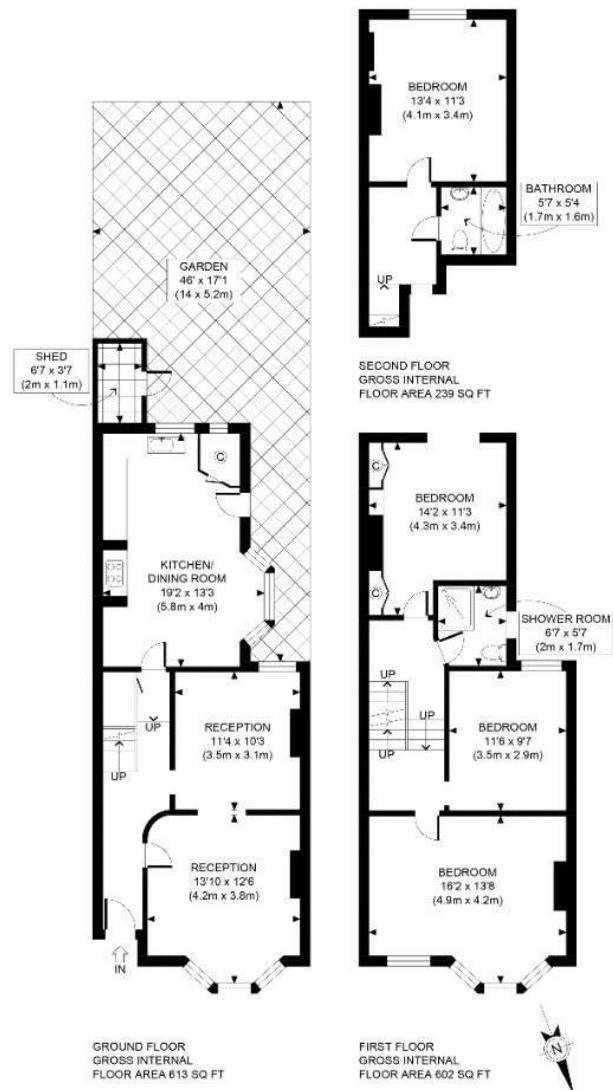 BEDROOM
13'4 x 11'3
(4.1m x 3.4m)
BATHROOM
5'7 x 5'4
(1.7m x 1.6m)
UP
SECOND FLOOR
GROSS INTERNAL
FLOOR AREA 239 SQ FT
GARDEN
46' x 17'1
(14 x 5.2m)
SHED
6'7 x 3'7
(2m x 1.1m)
C
KITCHEN/
DINING ROOM
19'2 x 13'3
(5.8m x 4m)
UP
UP
RECEPTION
11'4 x 10'3
(3.5m x 3.1m)
RECEPTION
13'10 x 12'6
(4.2m x 3.8m)
IN
GROUND FLOOR
GROSS INTERNAL
FLOOR AREA 613 SQ FT
C
BEDROOM
14'2 x 11'3
(4.3m x 3.4m)
C
SHOWER ROOM
6'7 x 5'7
(2m x 1.7m)
UP
UP
UP
BEDROOM
11'6 x 9'7
(3.5m x 2.9m)
BEDROOM
16'2 x 13'8
(4.9m x 4.2m)
N
FIRST FLOOR
GROSS INTERNAL
FLOOR AREA 602 SQ FT